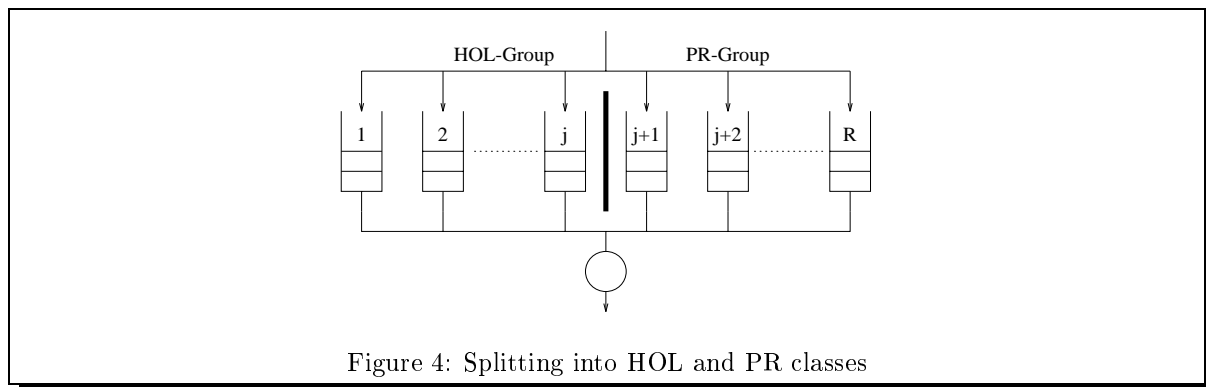 HOL-Group PR-Group
1 2 j j+1 j+2 R
Figure 4: Splitting into HOL and PR classes